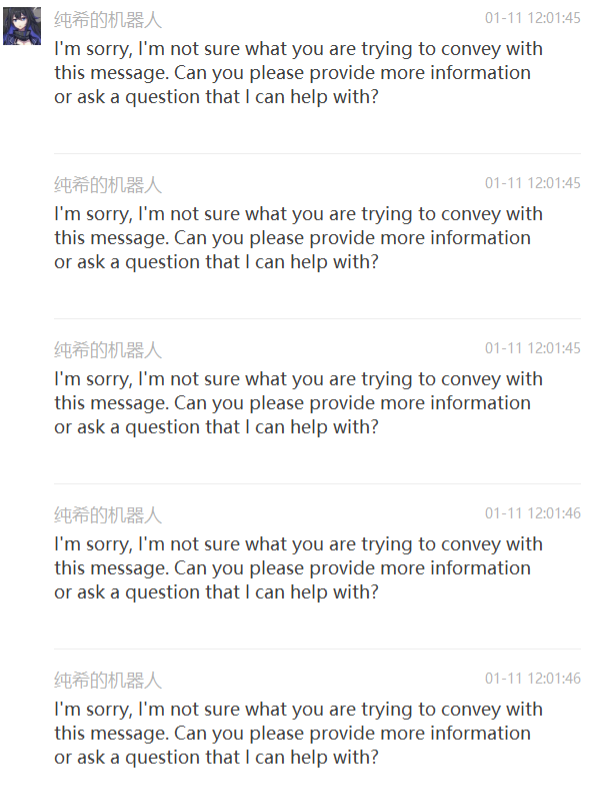 纯希的机器人 01-11 12:01:45
I'm sorry, I'm not sure what you are trying to convey with
this message. Can you please provide more information
or ask a question that I can help with?
纯希的机器人 01-11 12:01:45
I'm sorry, I'm not sure what you are trying to convey with
this message. Can you please provide more information
or ask a question that I can help with?
纯希的机器人 01-11 12:01:45
I'm sorry, I'm not sure what you are trying to convey with
this message. Can you please provide more information
or ask a question that I can help with?
纯希的机器人 01-11 12:01:46
I'm sorry, I'm not sure what you are trying to convey with
this message. Can you please provide more information
or ask a question that I can help with?
纯希的机器人 01-11 12:01:46
I'm sorry, I'm not sure what you are trying to convey with
this message. Can you please provide more information
or ask a question that I can help with?